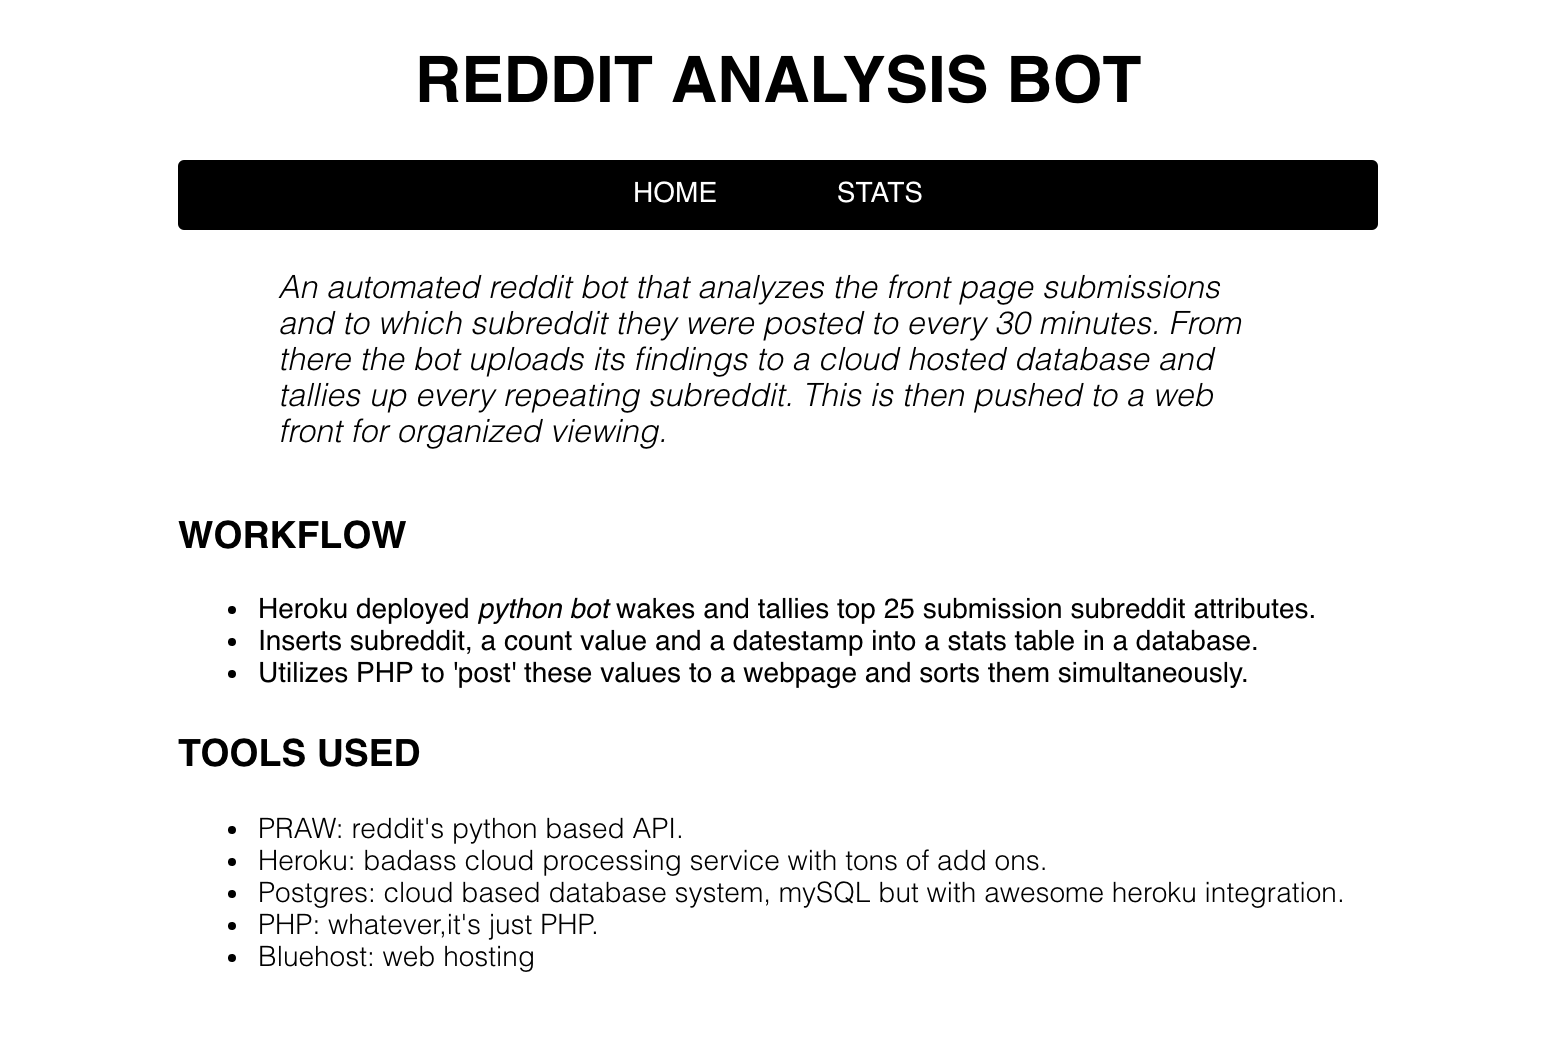 REDDIT ANALYSIS BOT
HOME STATS
An automated reddit bot that analyzes the front page submissions
and to which subreddit they were posted to every 30 minutes. From
there the bot uploads its findings to a cloud hosted database and
tallies up every repeating subreddit. This is then pushed to a web
front for organized viewing.
WORKFLOW
• Heroku deployed python bot wakes and tallies top 25 submission subreddit attributes.
• Inserts subreddit, a count value and a datestamp into a stats table in a database.
• Utilizes PHP to 'post' these values to a webpage and sorts them simultaneously.
TOOLS USED
• PRAW: reddit's python based API.
• Heroku: badass cloud processing service with tons of add ons.
• Postgres: cloud based database system, mySQL but with awesome heroku integration.
• PHP: whatever,it's just PHP.
• Bluehost: web hosting